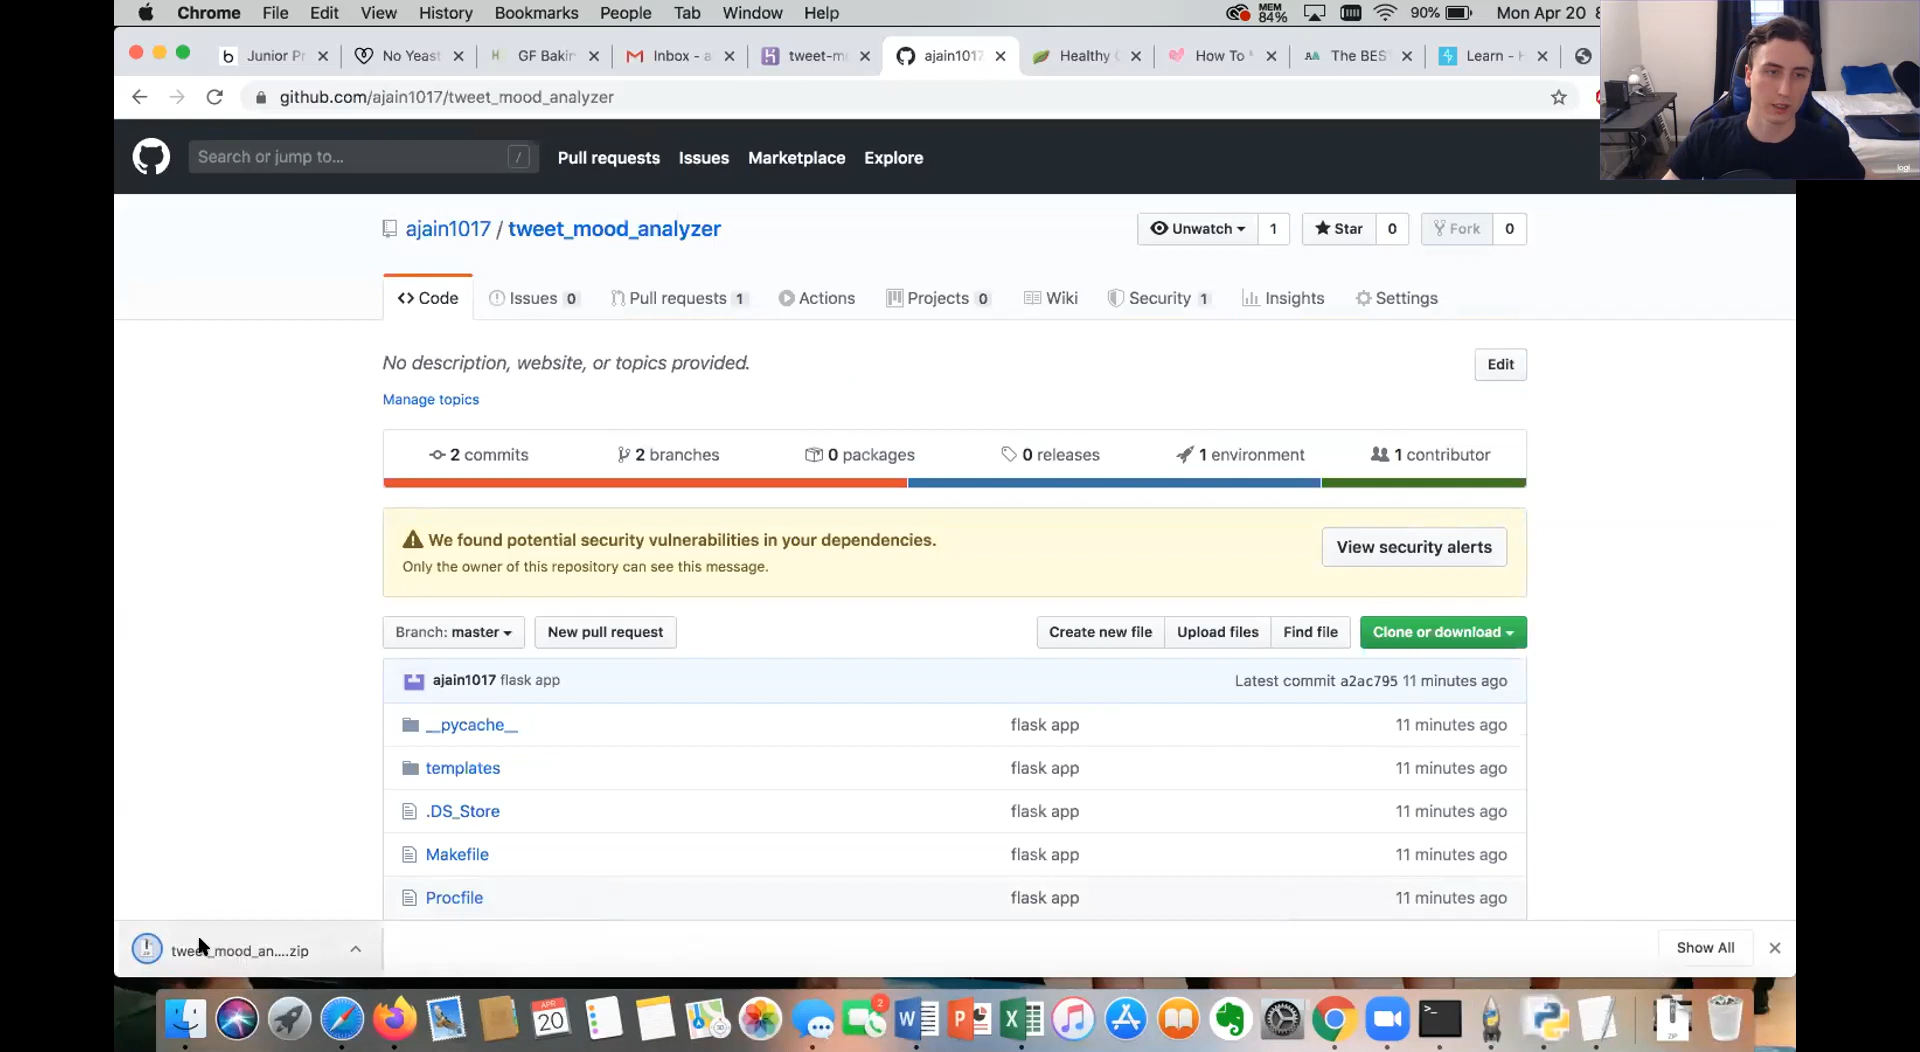 Chrome File Edit View History Bookmarks People Tab Window Help MEM 84% 90% Mon Apr 20 8
b Junior Pr No Yeast GF Bakin Inbox - a tweet-mo ajain1017 Healthy How To The BES Learn - H
github.com/ajain1017/tweet_mood_analyzer
Search or jump to... / Pull requests Issues Marketplace Explore
logi
ajain1017 / tweet_mood_analyzer Unwatch 1 Star 0 Fork 0
<> Code Issues 0 Pull requests 1 Actions Projects 0 Wiki Security 1 Insights Settings
No description, website, or topics provided. Edit
Manage topics
2 commits 2 branches 0 packages 0 releases 1 environment 1 contributor
We found potential security vulnerabilities in your dependencies. View security alerts
Only the owner of this repository can see this message.
Branch: master New pull request Create new file Upload files Find file Clone or download
ajain1017 flask app Latest commit a2ac795 11 minutes ago
__pycache__ flask app 11 minutes ago
templates flask app 11 minutes ago
.DS_Store flask app 11 minutes ago
Makefile flask app 11 minutes ago
Procfile flask app 11 minutes ago
tweet_mood_an....zip Show All
APR 20 2 W P X ZIP